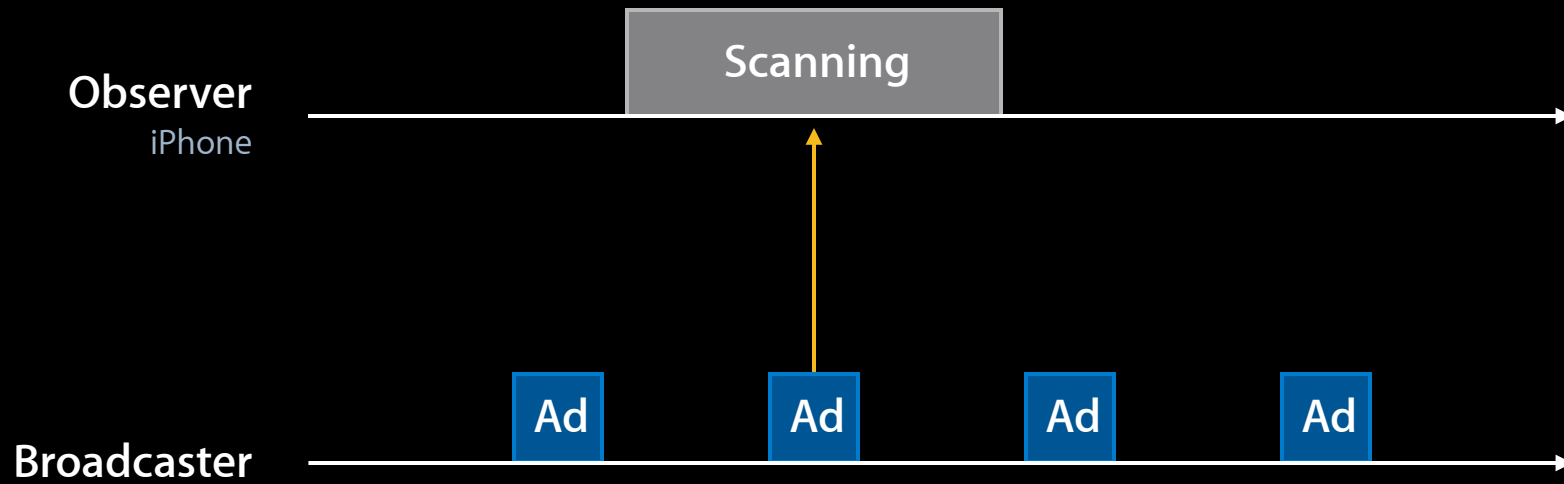 Scanning
Observer
iPhone
Ad Ad Ad Ad
Broadcaster